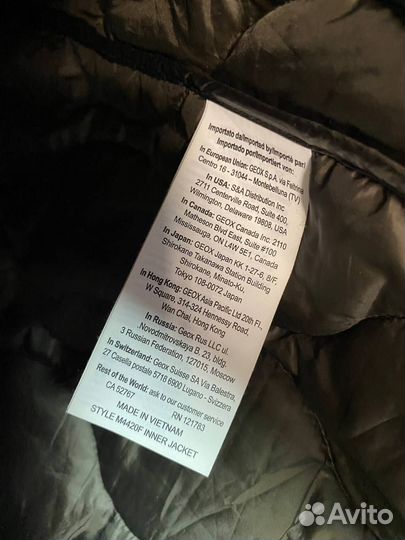 Importato da/Imported by/Importé par/
Importado por/Importiert von:
In European Union: GEOX S.p.A. via Feltrina
Centro 16 - 31044 - Montebelluna (TV)
In USA: S&A Distribution Inc
2711 Centerville Road, Suite 400,
Wilmington, Delaware 19808, USA
In Canada: GEOX Canada Inc. 2110
Matheson Blvd East, Suite #100
Mississauga, ON L4W 5E1, Canada
In Japan: GEOX Japan KK 1-27-6, 8/F.
Shirokane Takanawa Station Building
Shirokane, Minato-Ku,
Tokyo 108-0072 Japan
In Hong Kong: GEOX Asia Pacific Ltd 20th Fl,
W Square, 314-324 Hennessy Road,
Wan Chai, Hong Kong
In Russia: Geox Rus LLC ul.
Novodmitrovskaya B, 23, bldg.
3 Russian Federation, 127015, Moscow
In Switzerland: Geox Suisse SA Via Balestra,
27 Casella postale 5718 6900 Lugano - Svizzera
Rest of the World: ask to our customer service
CA 52767 RN 121783
MADE IN VIETNAM
STYLE M4420F INNER JACKET
Avito